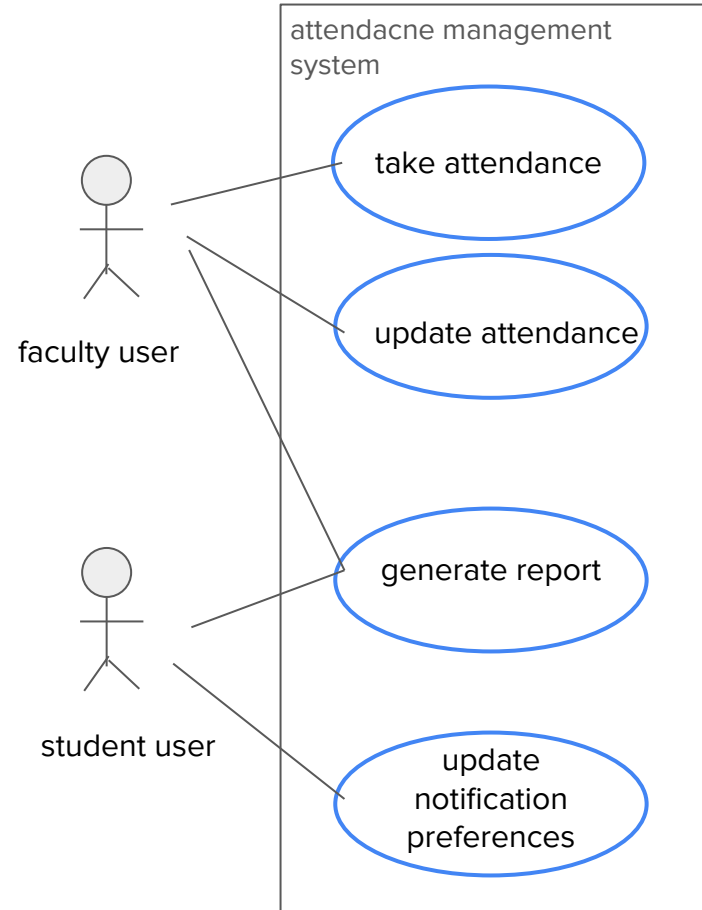 attendacne management
system
take attendance
update attendance
faculty user
generate report
student user
update
notification
preferences